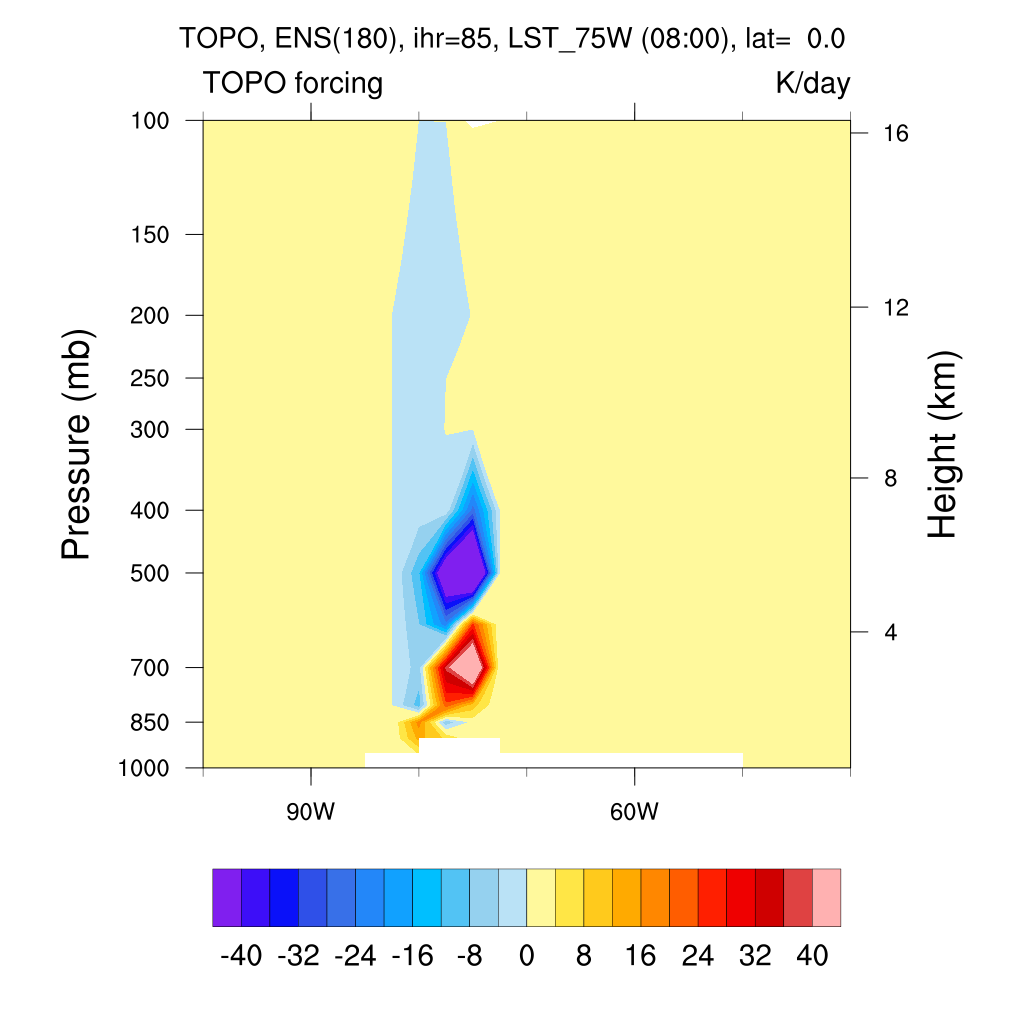 TOPO, ENS(180), ihr=85, LST_75W (08:00), lat=  0.0
TOPO forcing
K/day
100
150
200
250
300
400
500
700
850
1000
Pressure (mb)
16
12
8
4
Height (km)
90W
60W
-40 -32 -24 -16 -8 0 8 16 24 32 40